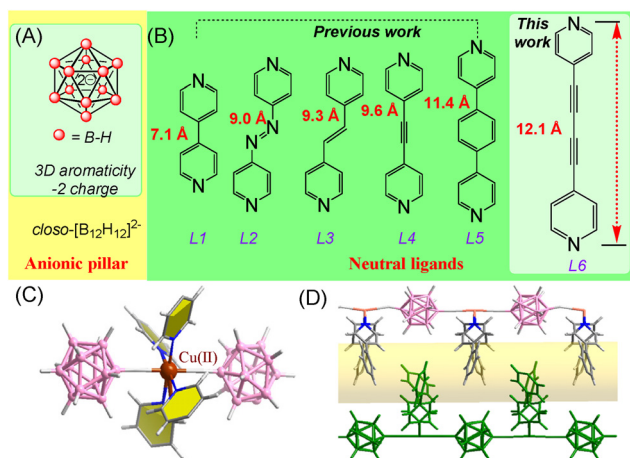 (A)
2⊖
= B-H
3D aromaticity
-2 charge
closo-[B12H12]2-
Anionic pillar
(B)
Previous work
N
N
7.1 Å
L1
N
N
N
N
9.0 Å
L2
N
N
9.3 Å
L3
N
N
9.6 Å
L4
N
N
11.4 Å
L5
Neutral ligands
This
work
N
N
12.1 Å
L6
(C)
Cu(II)
(D)